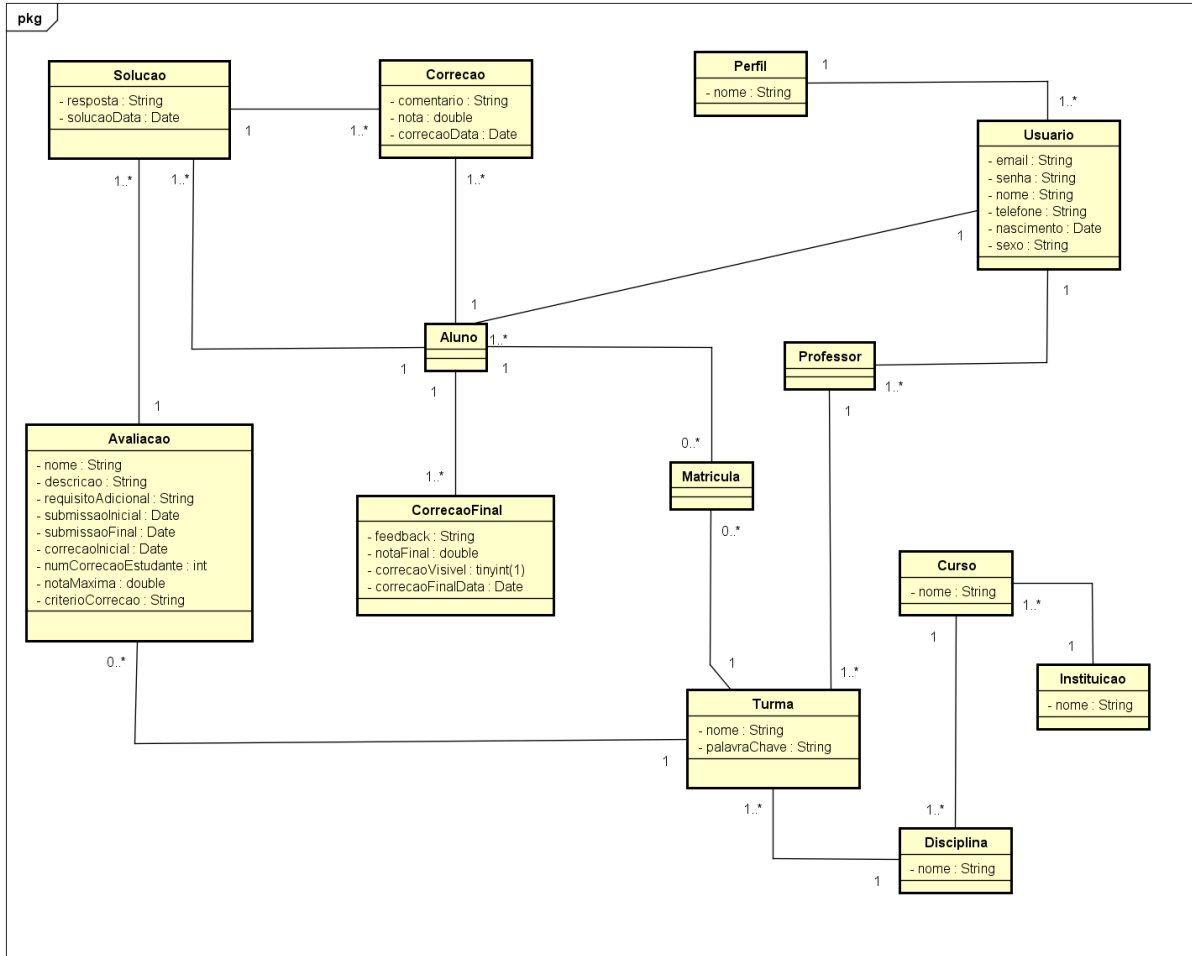 pkg
Solucao
- resposta : String
- solucaoData : Date
1
1..*
1..*
1..*
Correcao
- comentario : String
- nota : double
- correcaoData : Date
1..*
Perfil
- nome : String
1
1..*
Usuario
- email : String
- senha : String
- nome : String
- telefone : String
- nascimento : Date
- sexo : String
1
1
1
Aluno
1..*
1
1
1
Professor
1..*
1
1
Avaliacao
- nome : String
- descricao : String
- requisitoAdicional : String
- submissaoInicial : Date
- submissaoFinal : Date
- correcaoInicial : Date
- numCorrecaoEstudante : int
- notaMaxima : double
- criterioCorrecao : String
0..*
1..*
CorrecaoFinal
- feedback : String
- notaFinal : double
- correcaoVisivel : tinyint(1)
- correcaoFinalData : Date
0..*
Matricula
0..*
Curso
- nome : String
1..*
1
1
Instituicao
- nome : String
1
1..*
Turma
- nome : String
- palavraChave : String
1
1..*
1..*
Disciplina
- nome : String
1